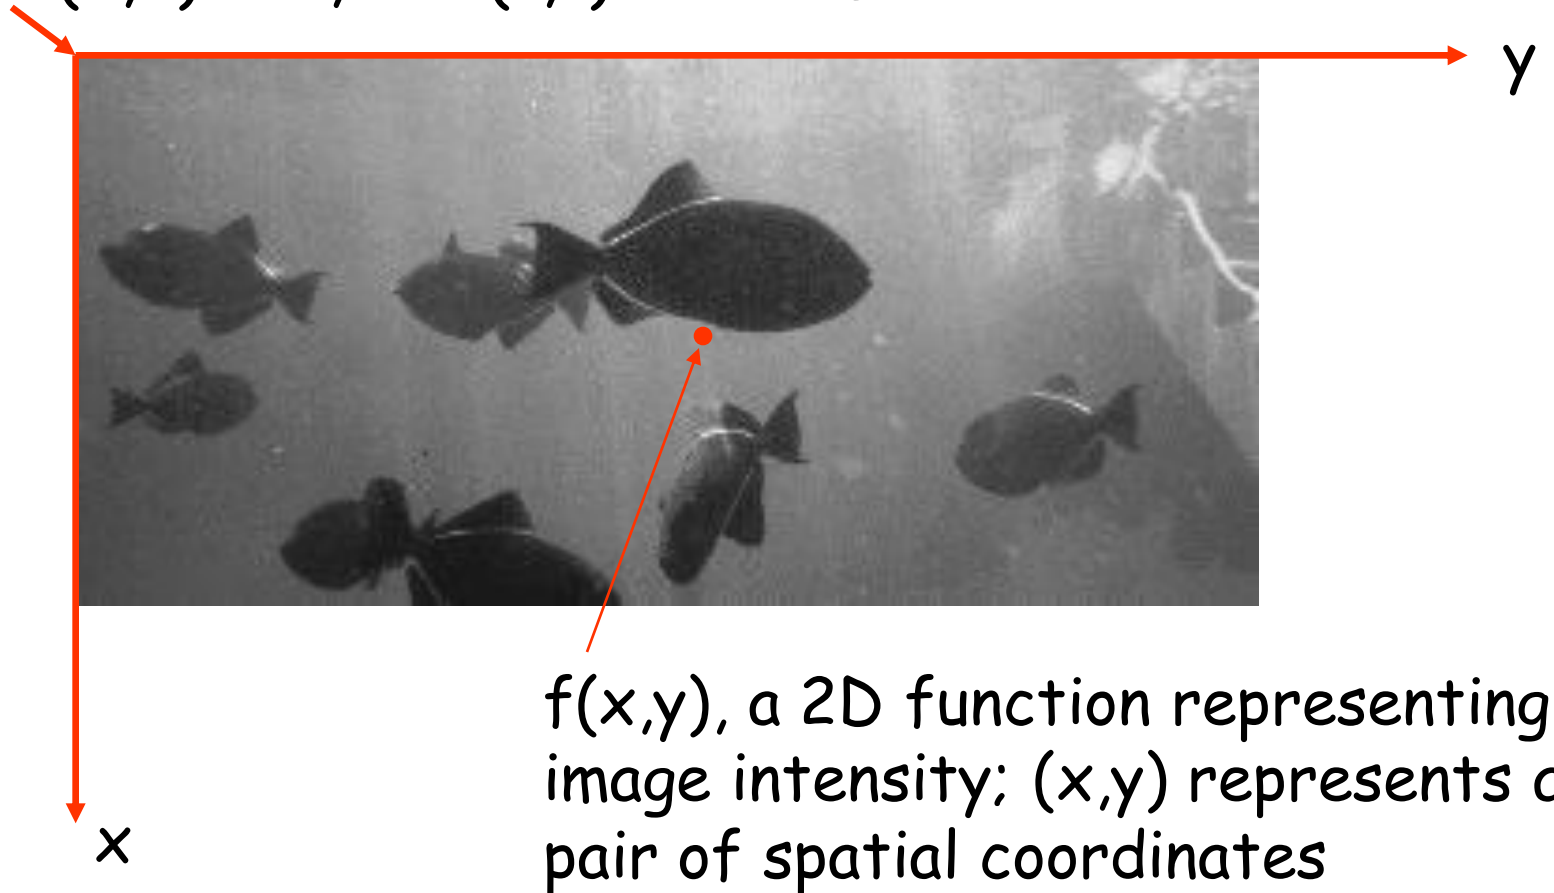 y
f(x,y), a 2D function representing
image intensity; (x,y) represents
pair of spatial coordinates
x